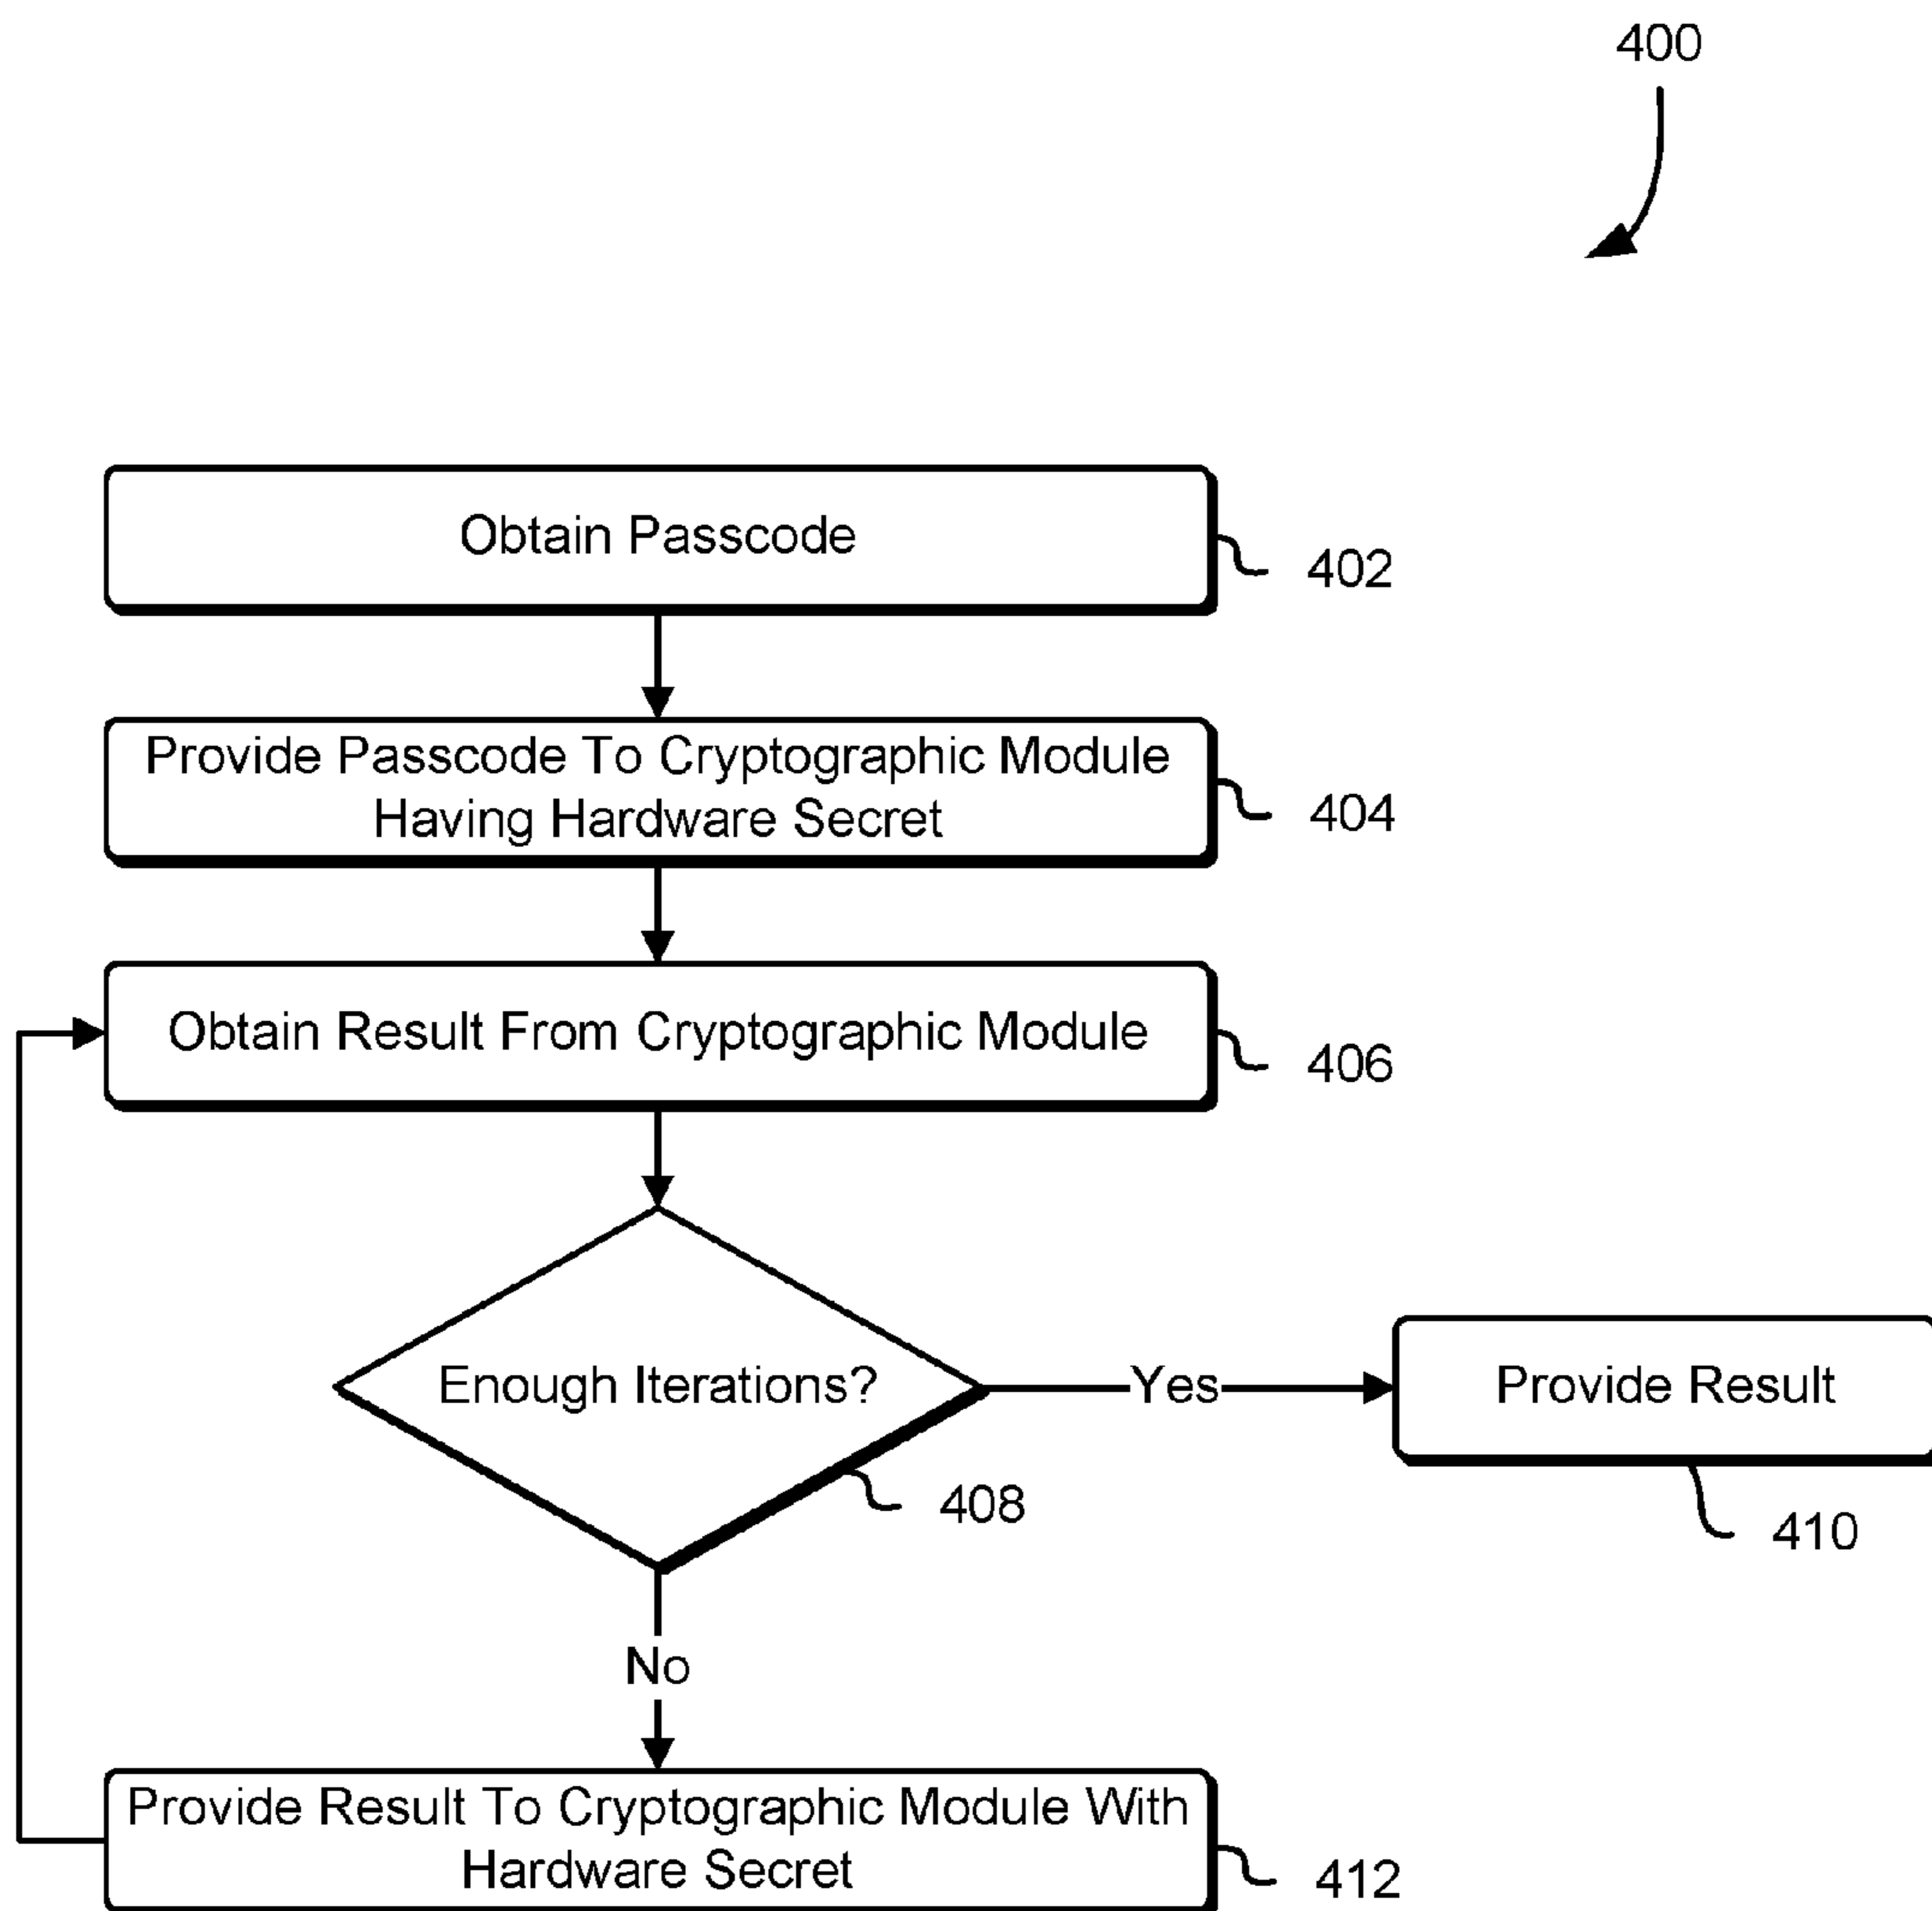 400
Obtain Passcode
402
Provide Passcode To Cryptographic Module
Having Hardware Secret
404
Obtain Result From Cryptographic Module
406
Enough Iterations?
Yes
Provide Result
408
410
No
Provide Result To Cryptographic Module With
Hardware Secret
412